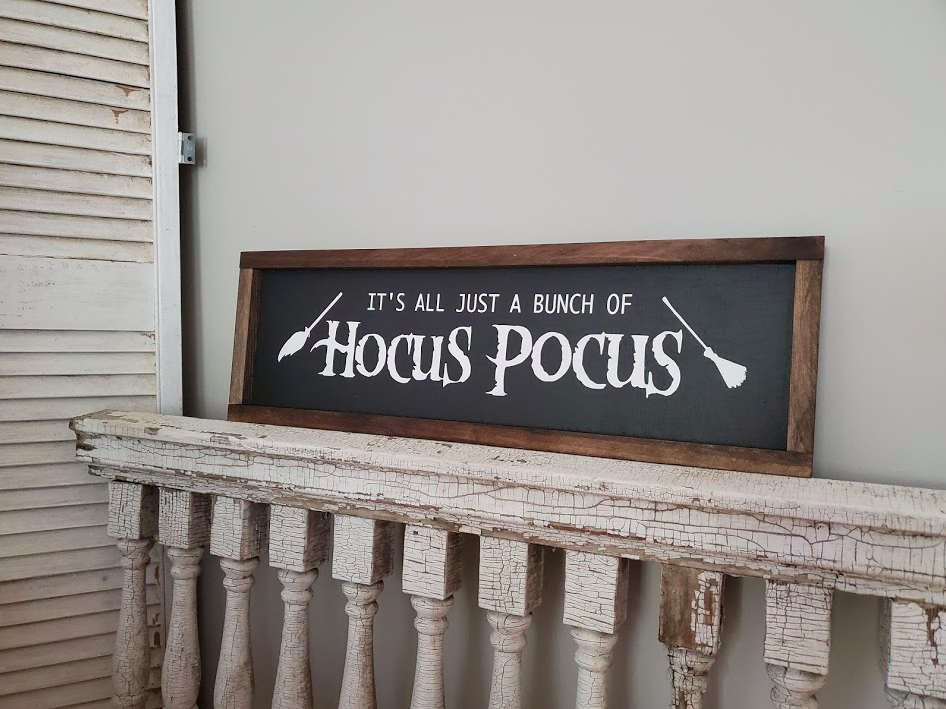 IT'S ALL JUST A BUNCH OF
HOCUS POCUS